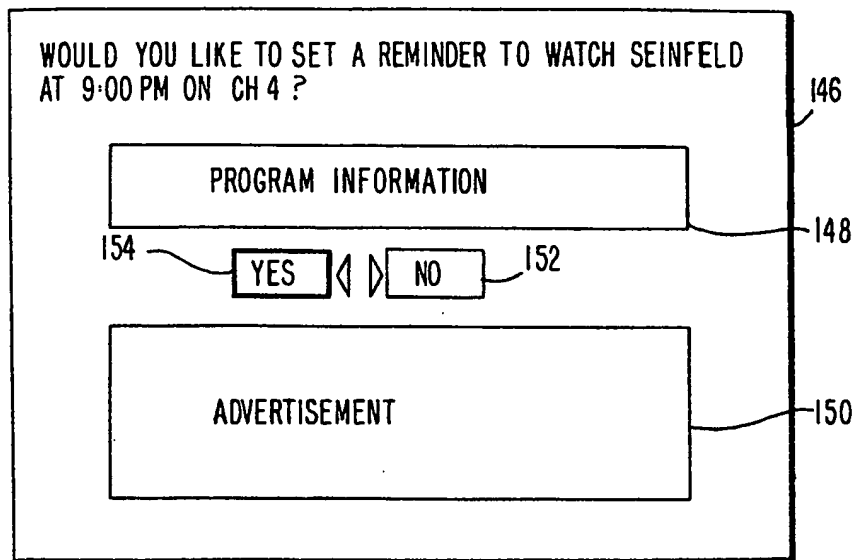 WOULD YOU LIKE TO SET A REMINDER TO WATCH SEINFELD
AT 9:00 PM ON CH 4 ?
146
PROGRAM INFORMATION
148
154
YES
NO
152
ADVERTISEMENT
150